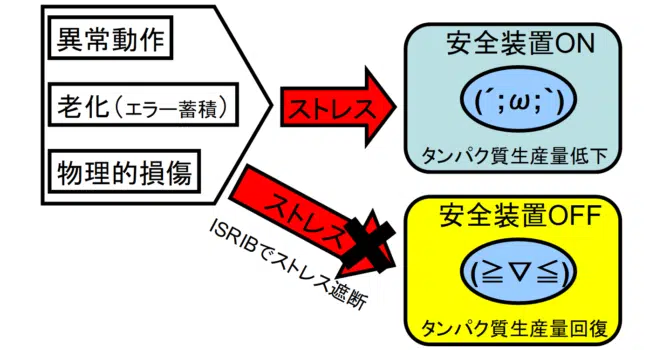 異常動作
老化（エラー蓄積）
物理的損傷
ストレス
安全装置ON
(´;ω;`)
タンパク質生産量低下
ストレス
ISRIBでストレス遮断
安全装置OFF
(≧▽≦)
タンパク質生産量回復